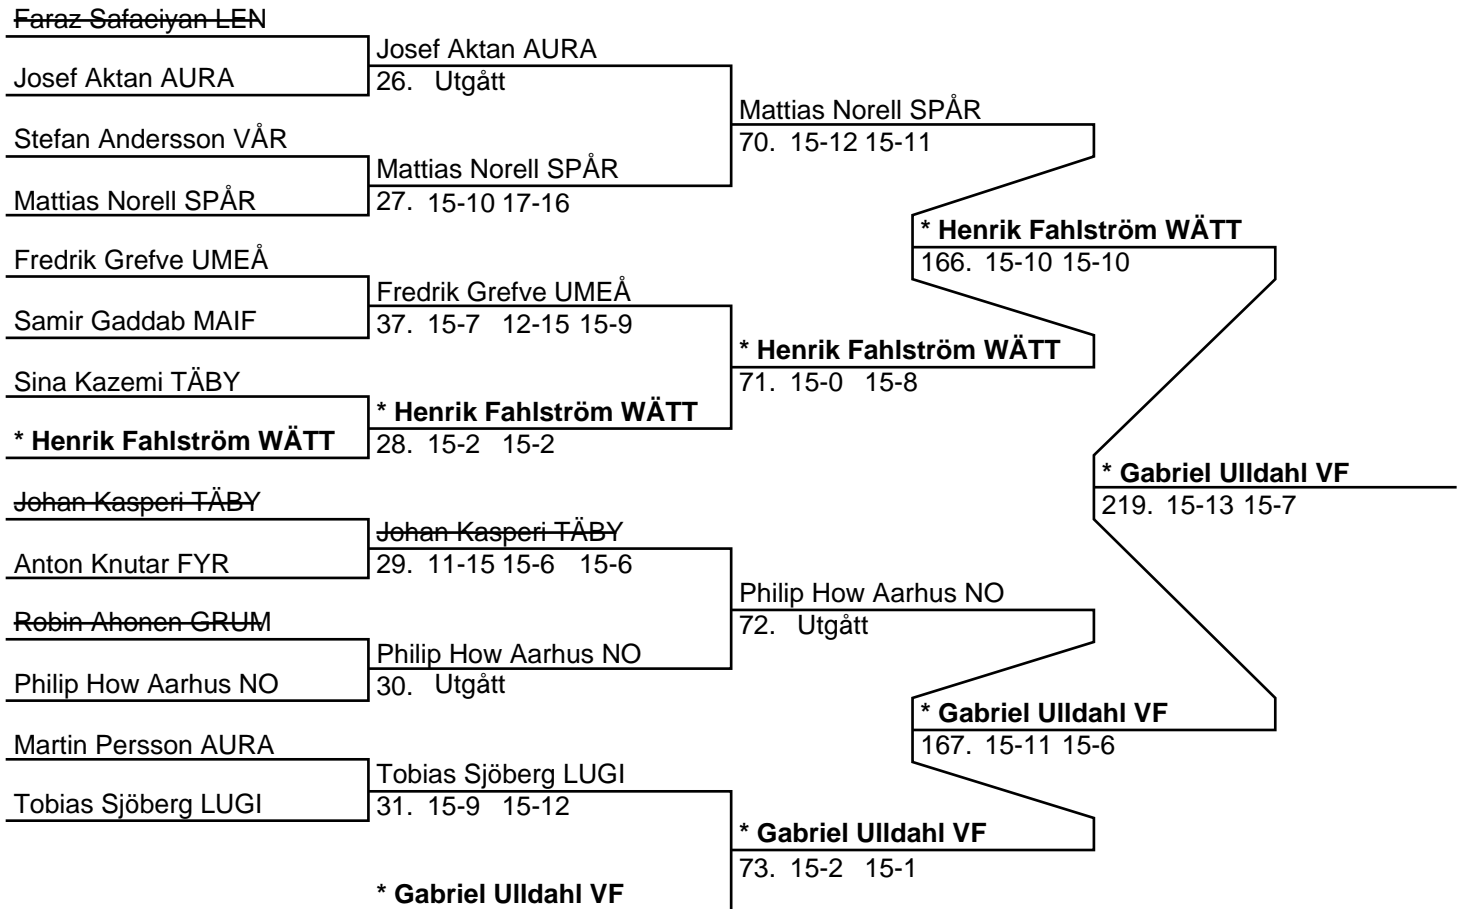 Faraz Safaeiyan LEN
Josef Aktan AURA
Josef Aktan AURA
26. Utgått
Mattias Norell SPÅR
70. 15-12 15-11
Stefan Andersson VÅR
Mattias Norell SPÅR
Mattias Norell SPÅR
27. 15-10 17-16
* Henrik Fahlström WÄTT
166. 15-10 15-10
Fredrik Grefve UMEÅ
Fredrik Grefve UMEÅ
Samir Gaddab MAIF
37. 15-7 12-15 15-9
* Henrik Fahlström WÄTT
71. 15-0 15-8
Sina Kazemi TÄBY
* Henrik Fahlström WÄTT
* Henrik Fahlström WÄTT
28. 15-2 15-2
* Gabriel Ulldahl VF
219. 15-13 15-7
Johan Kasperi TÄBY
Johan Kasperi TÄBY
Anton Knutar FYR
29. 11-15 15-6 15-6
Philip How Aarhus NO
72. Utgått
Robin Ahonen GRUM
Philip How Aarhus NO
Philip How Aarhus NO
30. Utgått
* Gabriel Ulldahl VF
167. 15-11 15-6
Martin Persson AURA
Tobias Sjöberg LUGI
Tobias Sjöberg LUGI
31. 15-9 15-12
* Gabriel Ulldahl VF
73. 15-2 15-1
* Gabriel Ulldahl VF